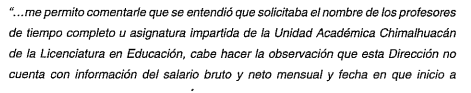 "...me permito comentarle que se entendió que solicitaba el nombre de los profesores
de tiempo completo u asignatura impartida de la Unidad Académica Chimalhuacán
de la Licenciatura en Educación, cabe hacer la observación que esta Dirección no
cuenta con información del salario bruto y neto mensual y fecha en que inicio a